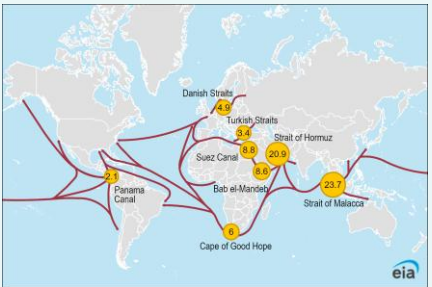 Danish Straits
4.9
Turkish Straits
3.4
Strait of Hormuz
8.8
20.9
Suez Canal
8.6
Bab el-Mandeb
2.1
Panama
Canal
23.7
Strait of Malacca
6
Cape of Good Hope
eia